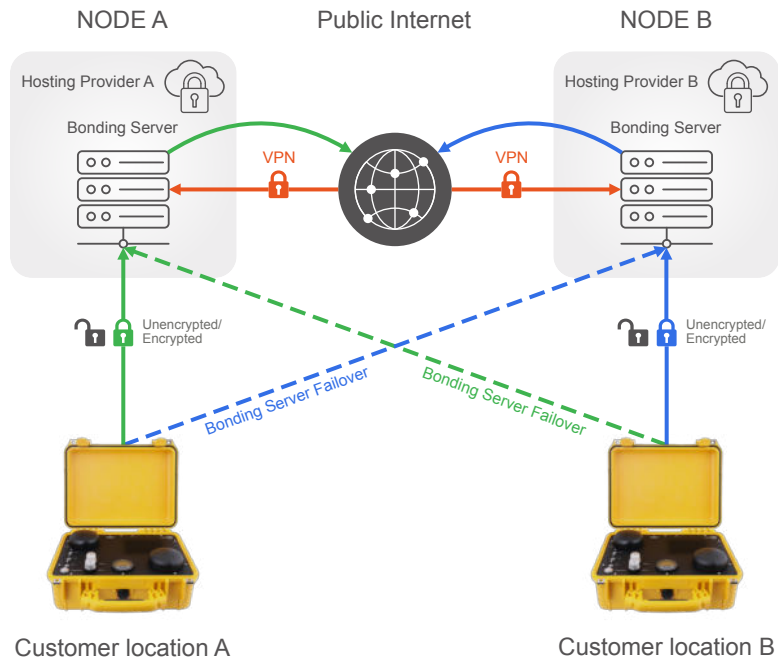 NODE A
Public Internet
NODE B
Hosting Provider A
Hosting Provider B
Bonding Server
Bonding Server
VPN
VPN
Unencrypted/
Encrypted
Unencrypted/
Encrypted
Bonding Server Failover
Bonding Server Failover
Customer location A
Customer location B